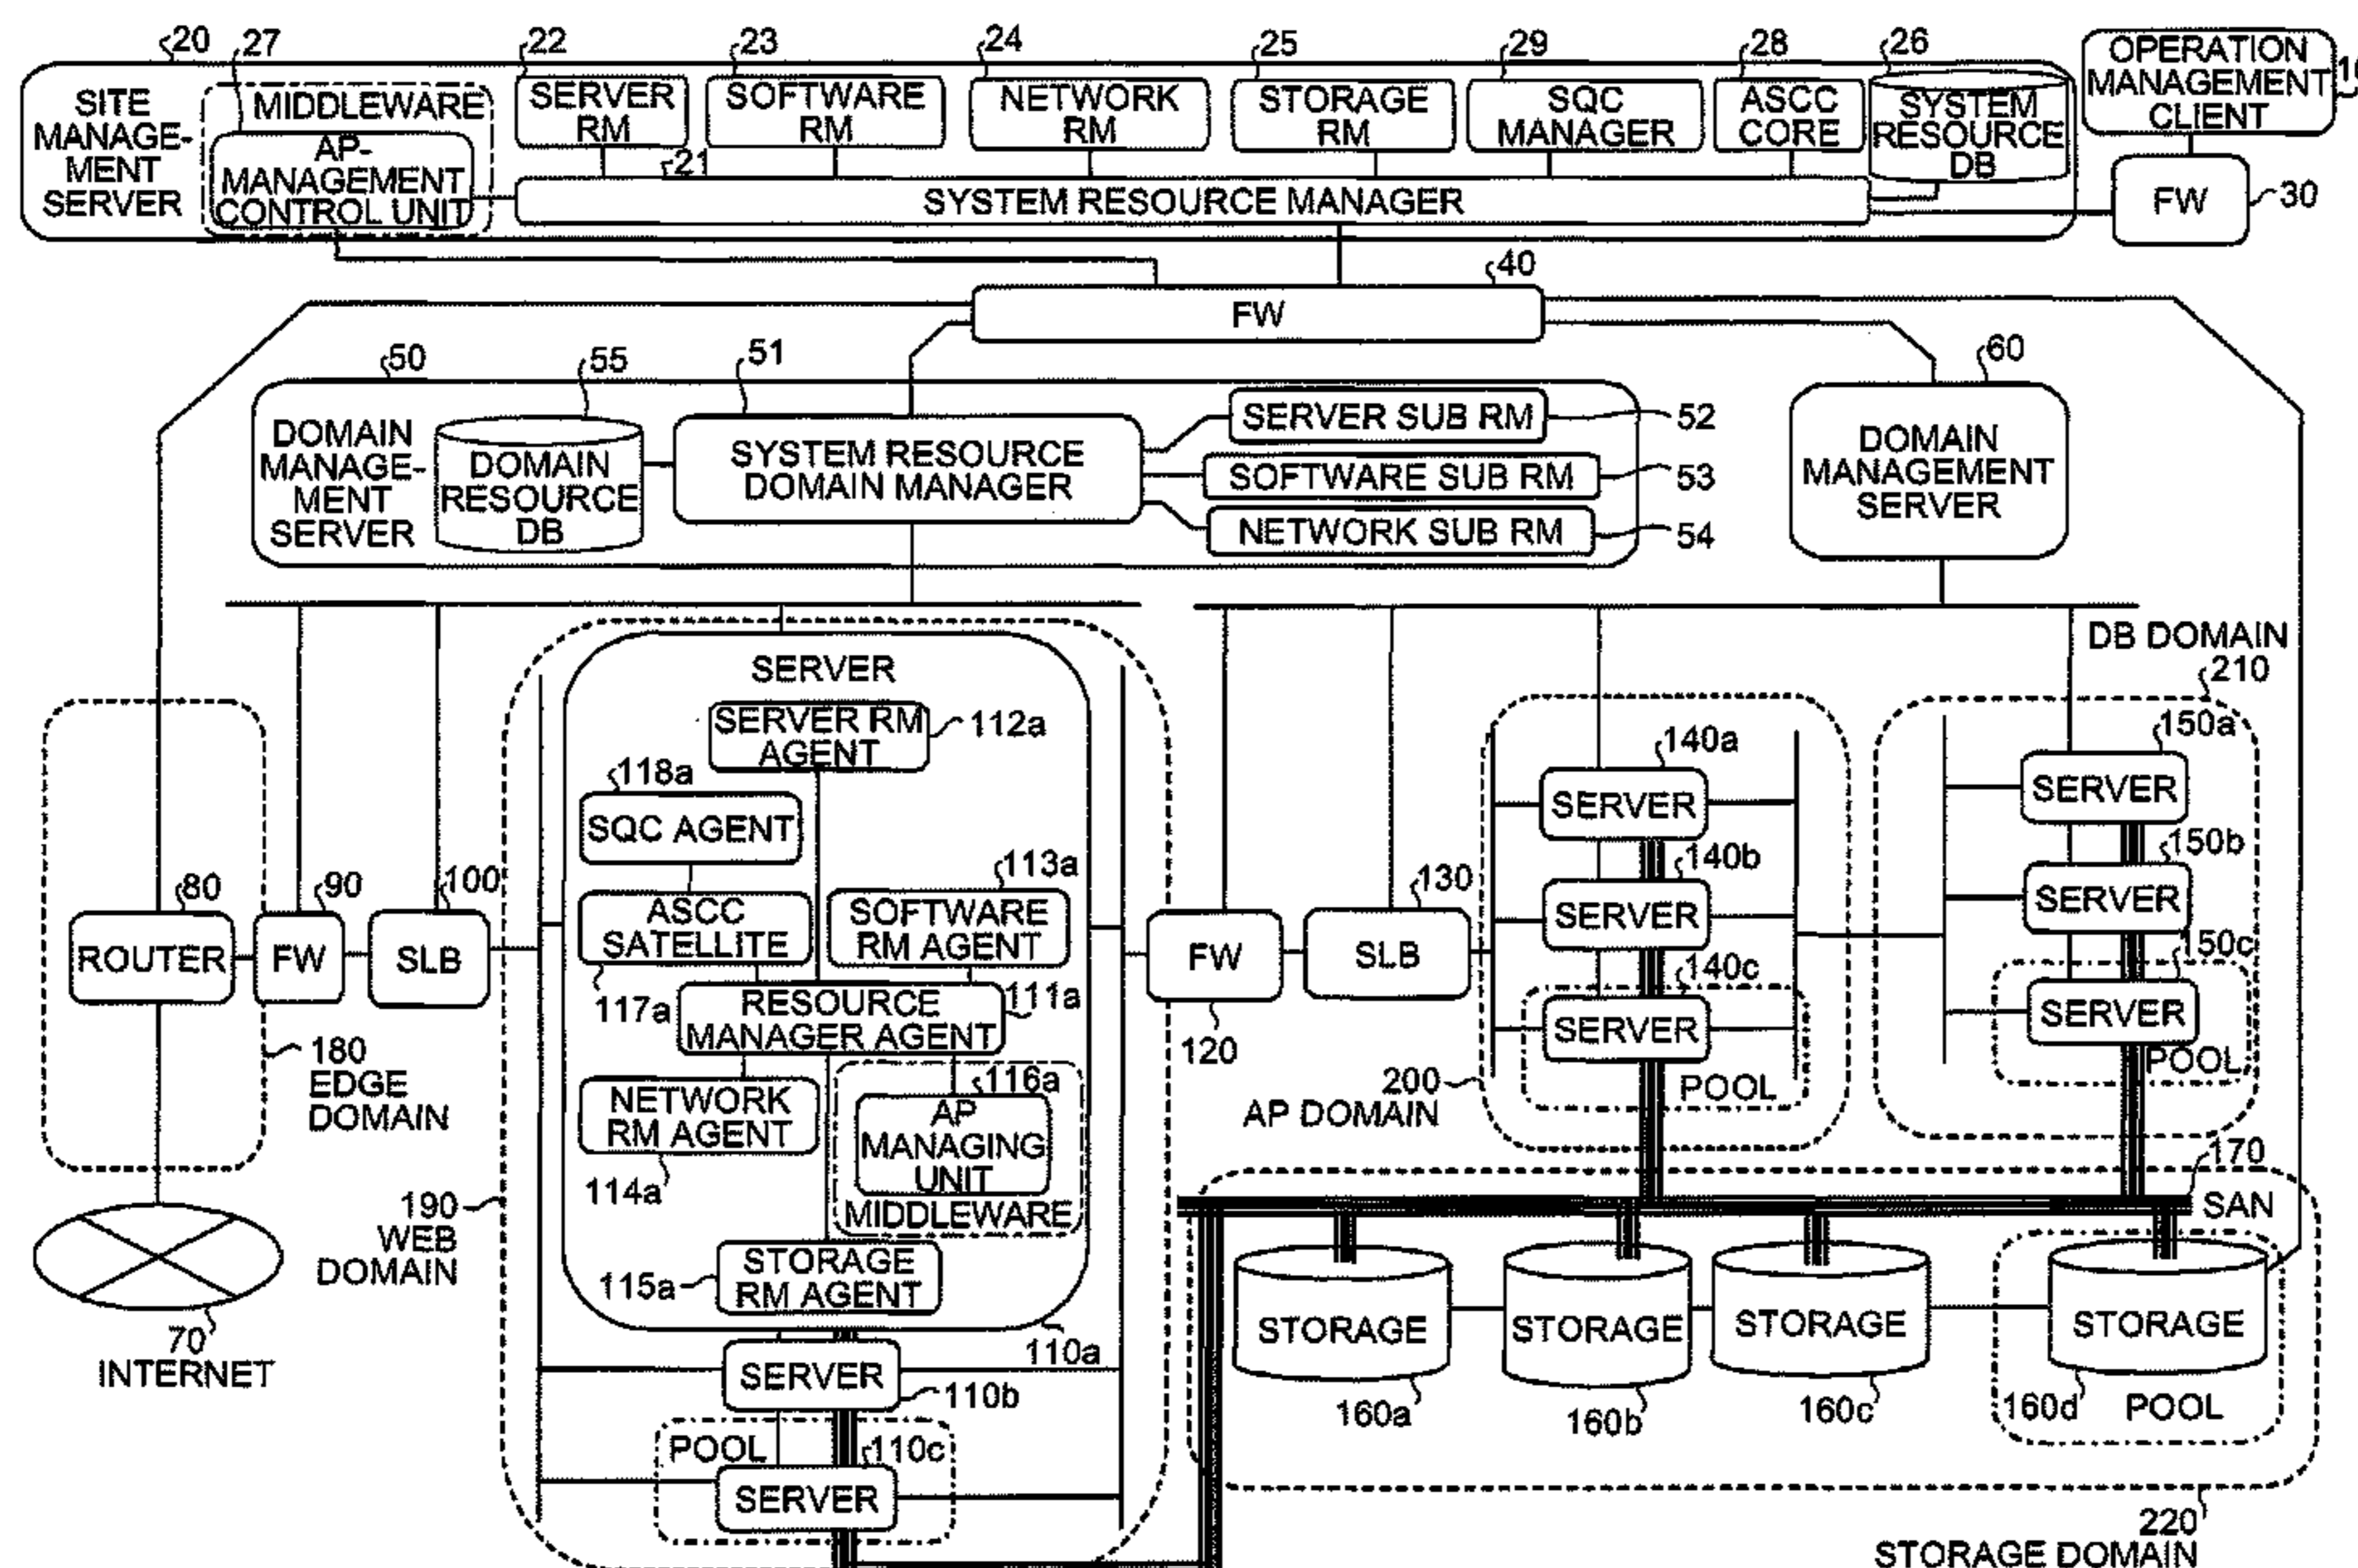 20
27
22
23
24
25
29
28
26
SITE
MANAGE-
MENT
SERVER
MIDDLEWARE
AP-
MANAGEMENT
CONTROL UNIT
SERVER
RM
SOFTWARE
RM
NETWORK
RM
STORAGE
RM
SQC
MANAGER
ASCC
CORE
SYSTEM
RESOURCE
DB
OPERATION
MANAGEMENT
CLIENT
21
SYSTEM RESOURCE MANAGER
FW
30
40
FW
50
55
51
60
DOMAIN
MANAGE-
MENT
SERVER
DOMAIN
RESOURCE
DB
SYSTEM RESOURCE
DOMAIN MANAGER
SERVER SUB RM
52
SOFTWARE SUB RM
53
NETWORK SUB RM
54
DOMAIN
MANAGEMENT
SERVER
DB DOMAIN
210
SERVER
SERVER RM
AGENT
112a
118a
SQC AGENT
113a
ASCC
SATELLITE
SOFTWARE
RM AGENT
117a
RESOURCE
MANAGER AGENT
111a
NETWORK
RM AGENT
114a
116a
AP
MANAGING
UNIT
MIDDLEWARE
STORAGE
RM AGENT
115a
110a
SERVER
110b
POOL
110c
SERVER
80
ROUTER
90
FW
100
SLB
180
EDGE
DOMAIN
190
WEB
DOMAIN
70
INTERNET
FW
120
130
SLB
140a
SERVER
140b
SERVER
140c
SERVER
POOL
200
AP DOMAIN
150a
SERVER
150b
SERVER
150c
SERVER
POOL
170
SAN
STORAGE
160a
STORAGE
160b
STORAGE
160c
STORAGE
160d
POOL
220
STORAGE DOMAIN